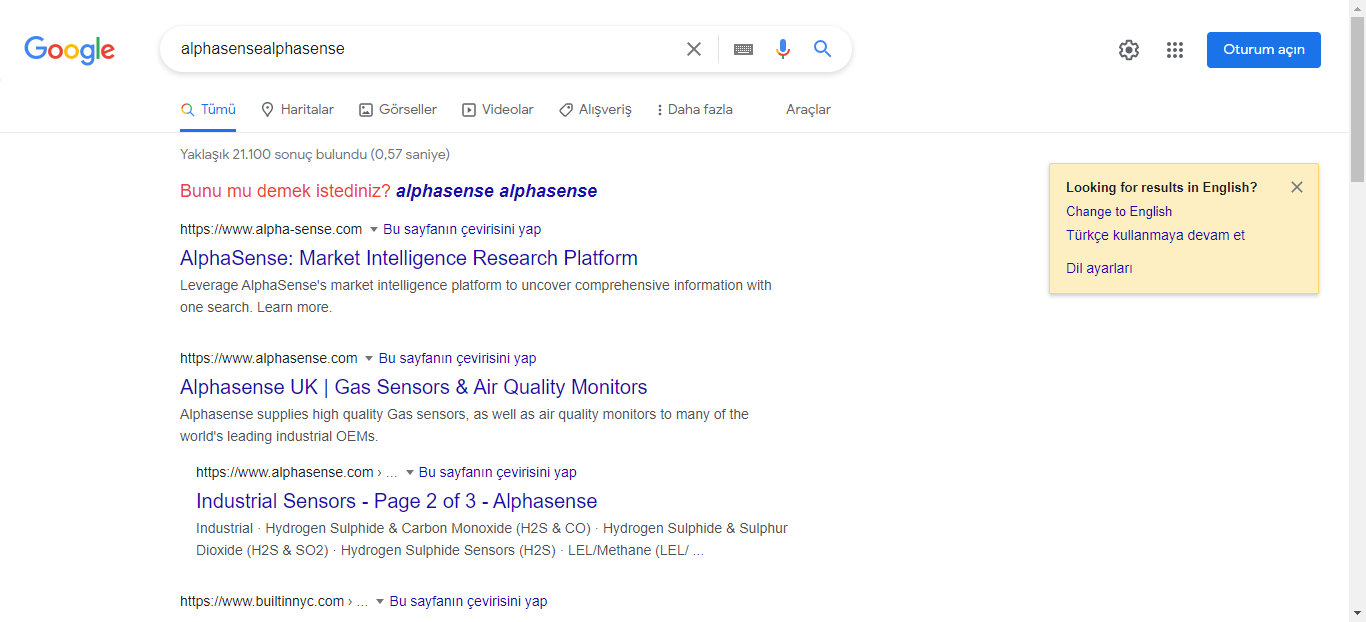 Google
alphasensealphasense
Oturum açın
Tümü
Haritalar
Görseller
Videolar
Alışveriş
Daha fazla
Araçlar
Yaklaşık 21.100 sonuç bulundu (0,57 saniye)
Bunu mu demek istediniz? alphasense alphasense
https://www.alpha-sense.com Bu sayfanın çevirisini yap
AlphaSense: Market Intelligence Research Platform
Leverage AlphaSense's market intelligence platform to uncover comprehensive information with
one search. Learn more.
https://www.alphasense.com Bu sayfanın çevirisini yap
Alphasense UK | Gas Sensors & Air Quality Monitors
Alphasense supplies high quality Gas sensors, as well as air quality monitors to many of the
world's leading industrial OEMs.
https://www.alphasense.com › ... Bu sayfanın çevirisini yap
Industrial Sensors - Page 2 of 3 - Alphasense
Industrial · Hydrogen Sulphide & Carbon Monoxide (H2S & CO) · Hydrogen Sulphide & Sulphur
Dioxide (H2S & SO2) · Hydrogen Sulphide Sensors (H2S) · LEL/Methane (LEL/ ...
https://www.builtinnyc.com › ... Bu sayfanın çevirisini yap
Looking for results in English?
Change to English
Türkçe kullanmaya devam et
Dil ayarları